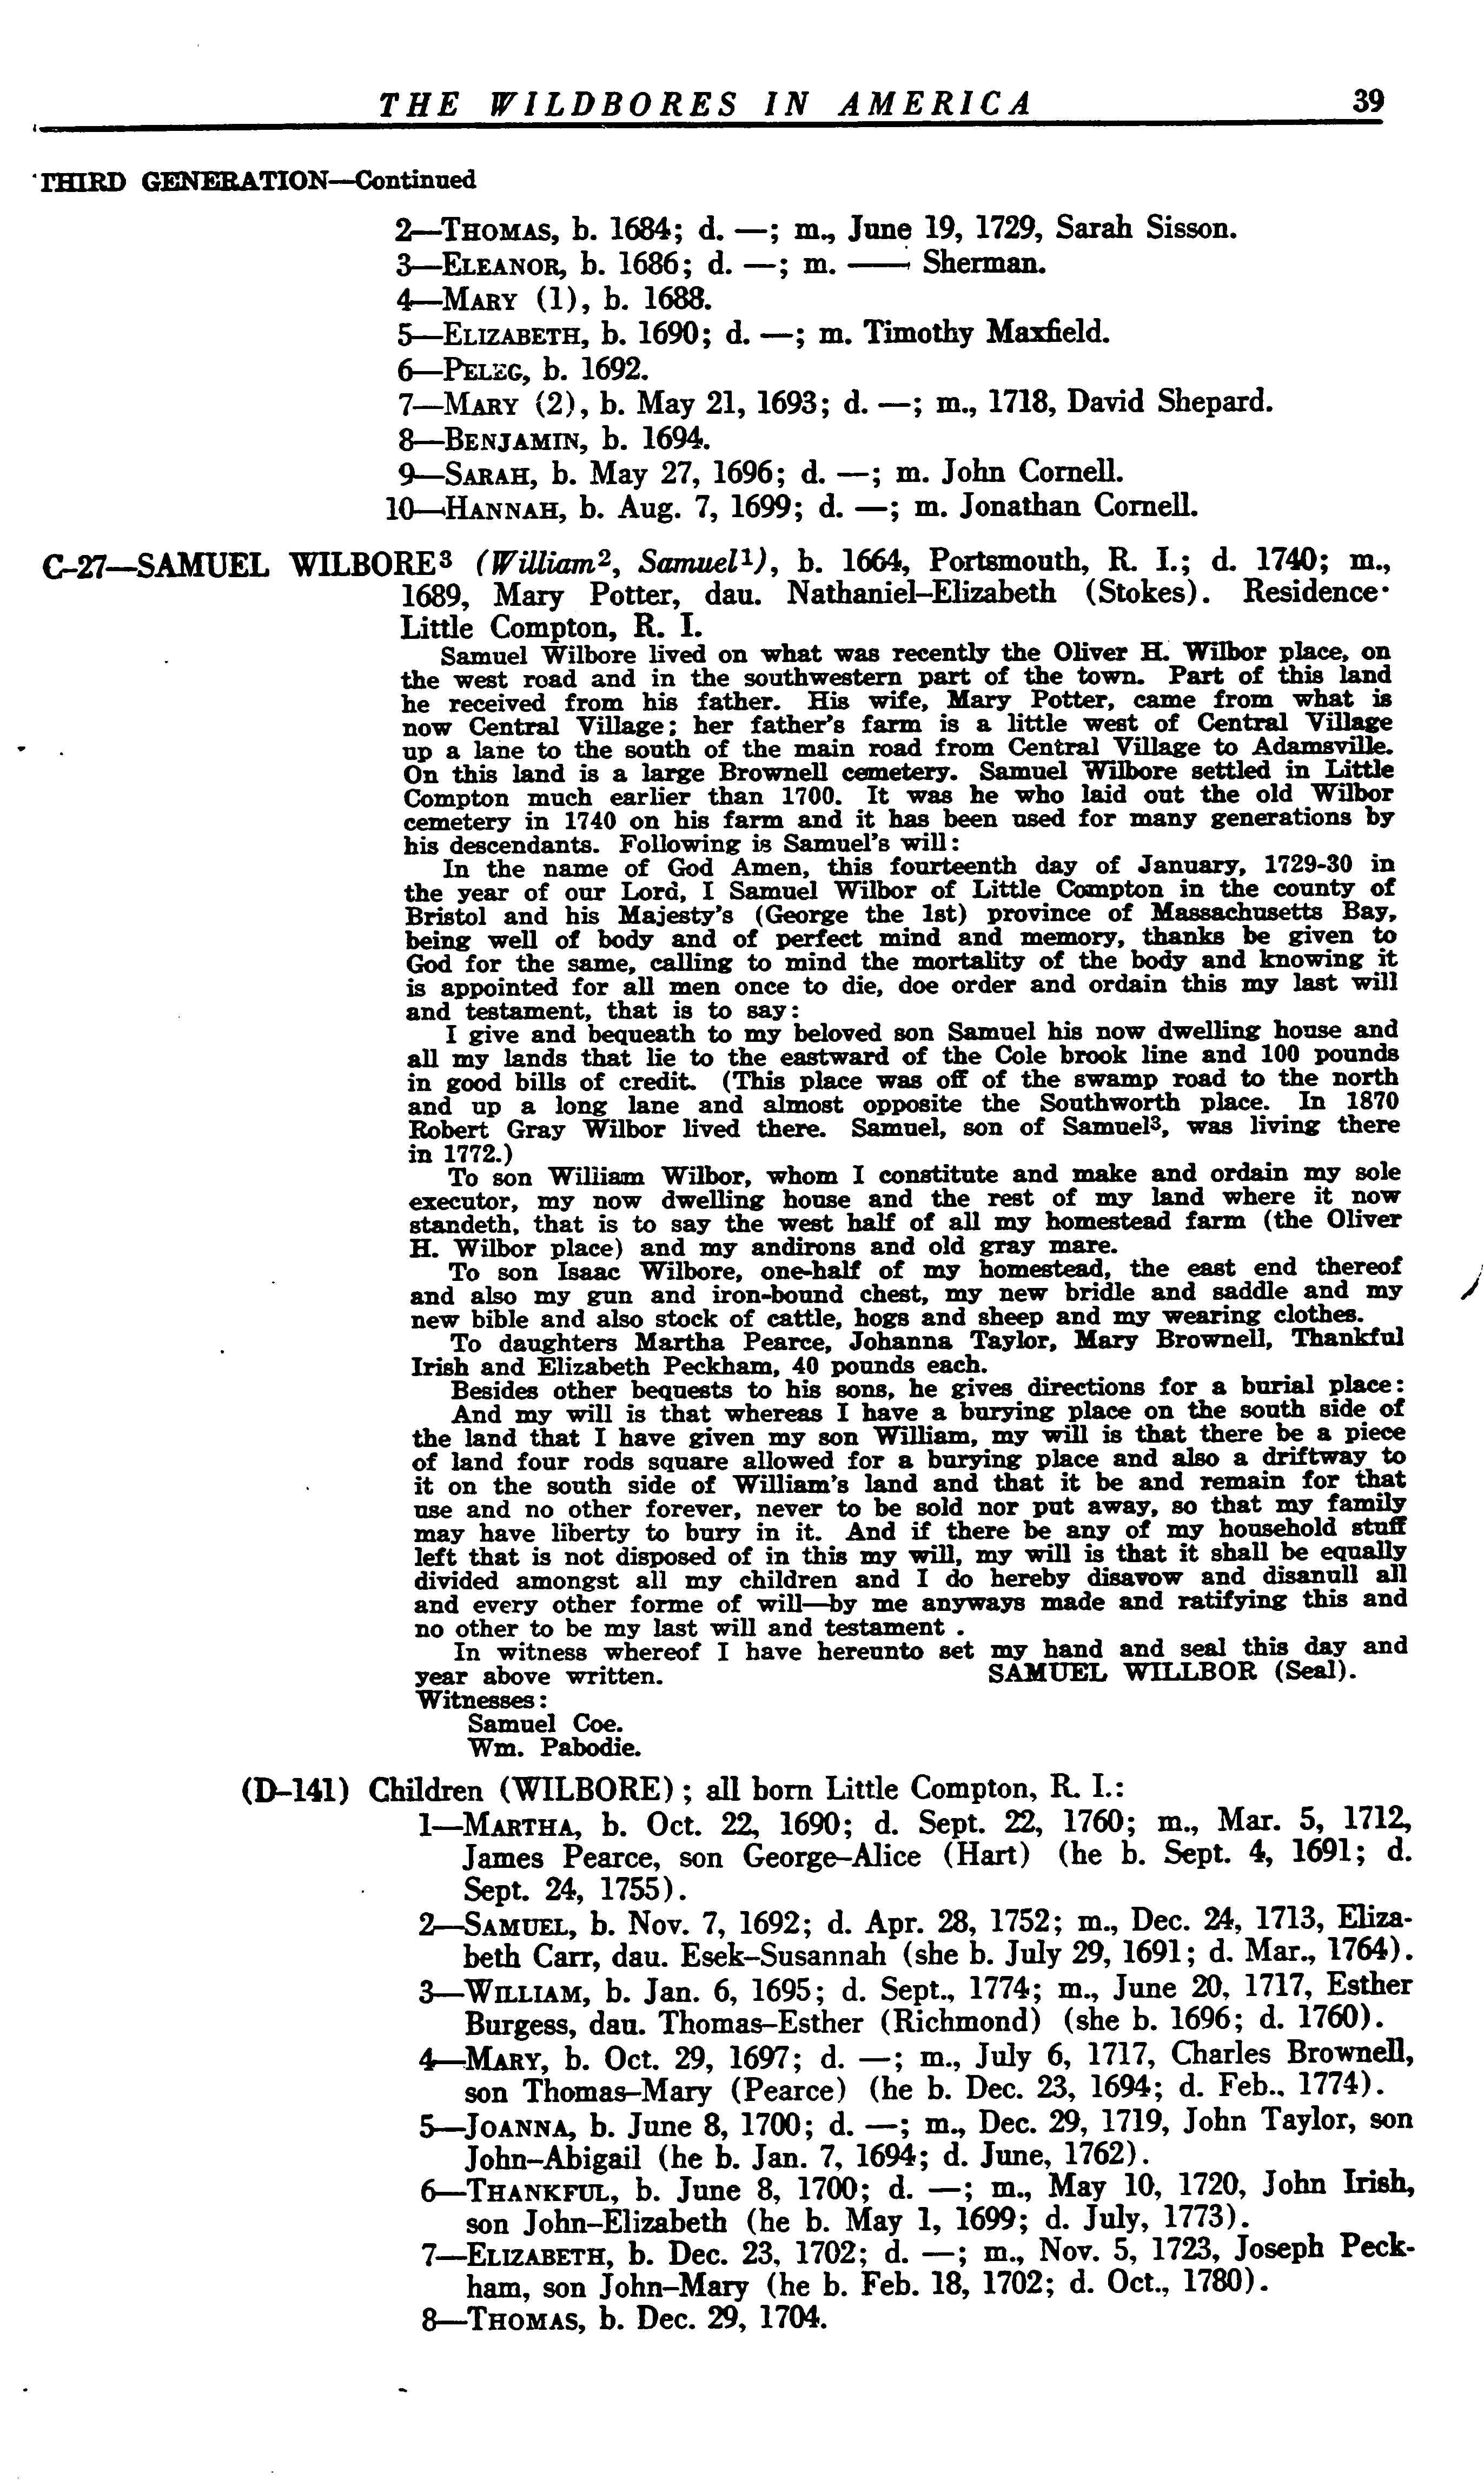 THE WILDBORES IN AMERICA 39
THIRD GENERATION—Continued
2—THOMAS, b. 1684; d. —; m., June 19, 1729, Sarah Sisson.
3—ELEANOR, b. 1686; d. —; m. —— Sherman.
4—MARY (1), b. 1688.
5—ELIZABETH, b. 1690; d. —; m. Timothy Maxfield.
6—PELEG, b. 1692.
7—MARY (2), b. May 21, 1693; d. —; m., 1718, David Shepard.
8—BENJAMIN, b. 1694.
9—SARAH, b. May 27, 1696; d. —; m. John Cornell.
10—HANNAH, b. Aug. 7, 1699; d. —; m. Jonathan Cornell.
C-27—SAMUEL WILBORE³ (William², Samuel¹), b. 1664, Portsmouth, R. I.; d. 1740; m.,
1689, Mary Potter, dau. Nathaniel–Elizabeth (Stokes). Residence·
Little Compton, R. I.
Samuel Wilbore lived on what was recently the Oliver H. Wilbor place, on
the west road and in the southwestern part of the town. Part of this land
he received from his father. His wife, Mary Potter, came from what is
now Central Village; her father's farm is a little west of Central Village
up a lane to the south of the main road from Central Village to Adamsville.
On this land is a large Brownell cemetery. Samuel Wilbore settled in Little
Compton much earlier than 1700. It was he who laid out the old Wilbor
cemetery in 1740 on his farm and it has been used for many generations by
his descendants. Following is Samuel's will:
In the name of God Amen, this fourteenth day of January, 1729-30 in
the year of our Lord, I Samuel Wilbor of Little Compton in the county of
Bristol and his Majesty's (George the 1st) province of Massachusetts Bay,
being well of body and of perfect mind and memory, thanks be given to
God for the same, calling to mind the mortality of the body and knowing it
is appointed for all men once to die, doe order and ordain this my last will
and testament, that is to say:
I give and bequeath to my beloved son Samuel his now dwelling house and
all my lands that lie to the eastward of the Cole brook line and 100 pounds
in good bills of credit. (This place was off of the swamp road to the north
and up a long lane and almost opposite the Southworth place. In 1870
Robert Gray Wilbor lived there. Samuel, son of Samuel³, was living there
in 1772.)
To son William Wilbor, whom I constitute and make and ordain my sole
executor, my now dwelling house and the rest of my land where it now
standeth, that is to say the west half of all my homestead farm (the Oliver
H. Wilbor place) and my andirons and old gray mare.
To son Isaac Wilbore, one-half of my homestead, the east end thereof
and also my gun and iron-bound chest, my new bridle and saddle and my
new bible and also stock of cattle, hogs and sheep and my wearing clothes.
To daughters Martha Pearce, Johanna Taylor, Mary Brownell, Thankful
Irish and Elizabeth Peckham, 40 pounds each.
Besides other bequests to his sons, he gives directions for a burial place:
And my will is that whereas I have a burying place on the south side of
the land that I have given my son William, my will is that there be a piece
of land four rods square allowed for a burying place and also a driftway to
it on the south side of William's land and that it be and remain for that
use and no other forever, never to be sold nor put away, so that my family
may have liberty to bury in it. And if there be any of my household stuff
left that is not disposed of in this my will, my will is that it shall be equally
divided amongst all my children and I do hereby disavow and disanull all
and every other forme of will—by me anyways made and ratifying this and
no other to be my last will and testament .
In witness whereof I have hereunto set my hand and seal this day and
year above written. SAMUEL WILLBOR (Seal).
Witnesses:
Samuel Coe.
Wm. Pabodie.
(D-141) Children (WILBORE); all born Little Compton, R. I.:
1—MARTHA, b. Oct. 22, 1690; d. Sept. 22, 1760; m., Mar. 5, 1712,
James Pearce, son George–Alice (Hart) (he b. Sept. 4, 1691; d.
Sept. 24, 1755).
2—SAMUEL, b. Nov. 7, 1692; d. Apr. 28, 1752; m., Dec. 24, 1713, Eliza-
beth Carr, dau. Esek–Susannah (she b. July 29, 1691; d. Mar., 1764).
3—WILLIAM, b. Jan. 6, 1695; d. Sept., 1774; m., June 20, 1717, Esther
Burgess, dau. Thomas–Esther (Richmond) (she b. 1696; d. 1760).
4—MARY, b. Oct. 29, 1697; d. —; m., July 6, 1717, Charles Brownell,
son Thomas–Mary (Pearce) (he b. Dec. 23, 1694; d. Feb., 1774).
5—JOANNA, b. June 8, 1700; d. —; m., Dec. 29, 1719, John Taylor, son
John–Abigail (he b. Jan. 7, 1694; d. June, 1762).
6—THANKFUL, b. June 8, 1700; d. —; m., May 10, 1720, John Irish,
son John–Elizabeth (he b. May 1, 1699; d. July, 1773).
7—ELIZABETH, b. Dec. 23, 1702; d. —; m., Nov. 5, 1723, Joseph Peck-
ham, son John–Mary (he b. Feb. 18, 1702; d. Oct., 1780).
8—THOMAS, b. Dec. 29, 1704.